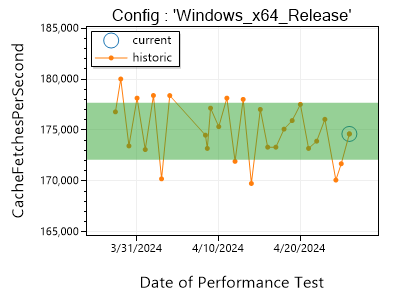 Config : 'Windows_x64_Release'
185,000
180,000
175,000
170,000
165,000
CacheFetchesPerSecond
current
historic
3/31/2024
4/10/2024
4/20/2024
Date of Performance Test